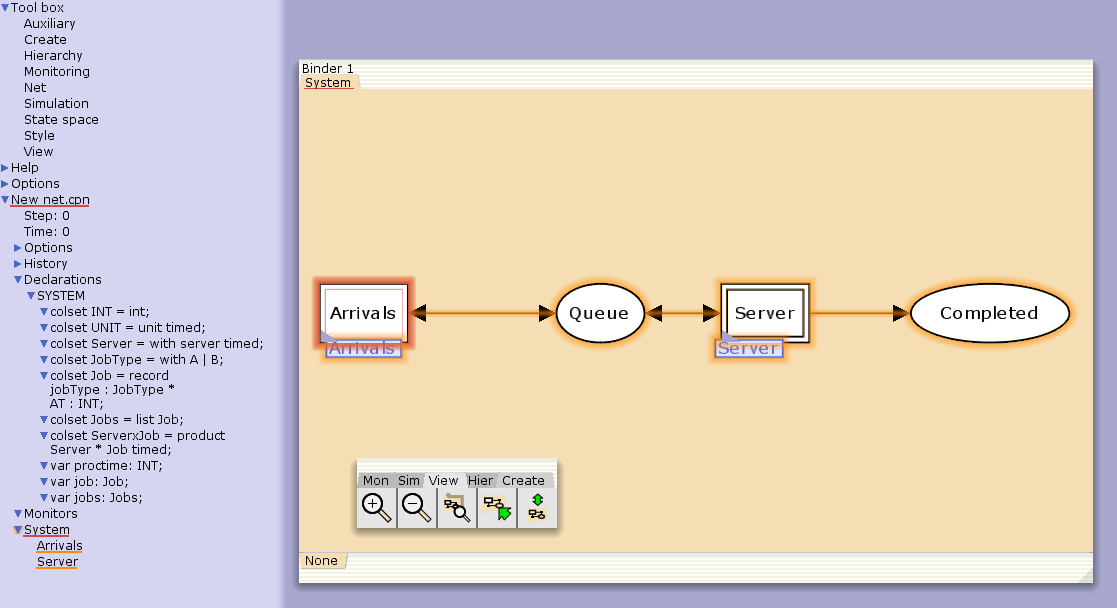 Tool box
Auxiliary
Create
Hierarchy
Monitoring
Net
Simulation
State space
Style
View
Help
Options
New net.cpn
Step: 0
Time: 0
Options
History
Declarations
SYSTEM
colset INT = int;
colset UNIT = unit timed;
colset Server = with server timed;
colset JobType = with A | B;
colset Job = record
jobType : JobType *
AT : INT;
colset Jobs = list Job;
colset ServerxJob = product
Server * Job timed;
var proctime: INT;
var job: Job;
var jobs: Jobs;
Monitors
System
Arrivals
Server
Binder 1
System
Arrivals
Queue
Server
Completed
Arrivals
Server
Mon Sim View Hier Create
None